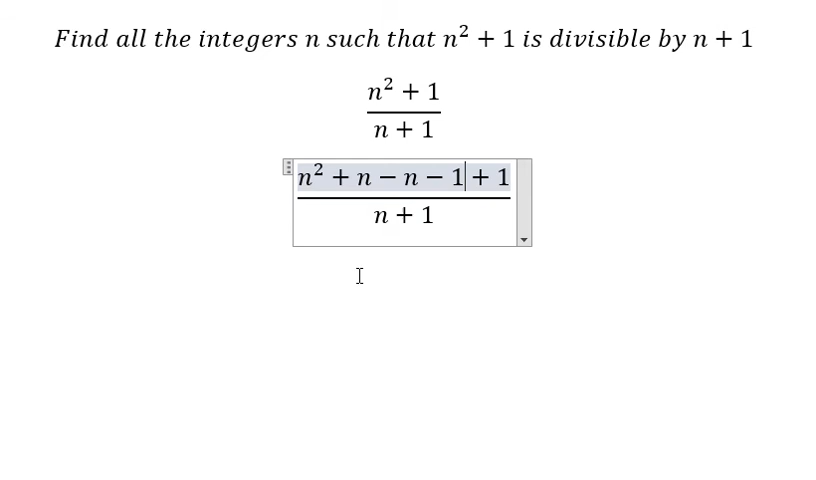 Find all the integers n such that n² + 1 is divisible by n + 1
n² + 1
n + 1
n² + n − n − 1 + 1
n + 1